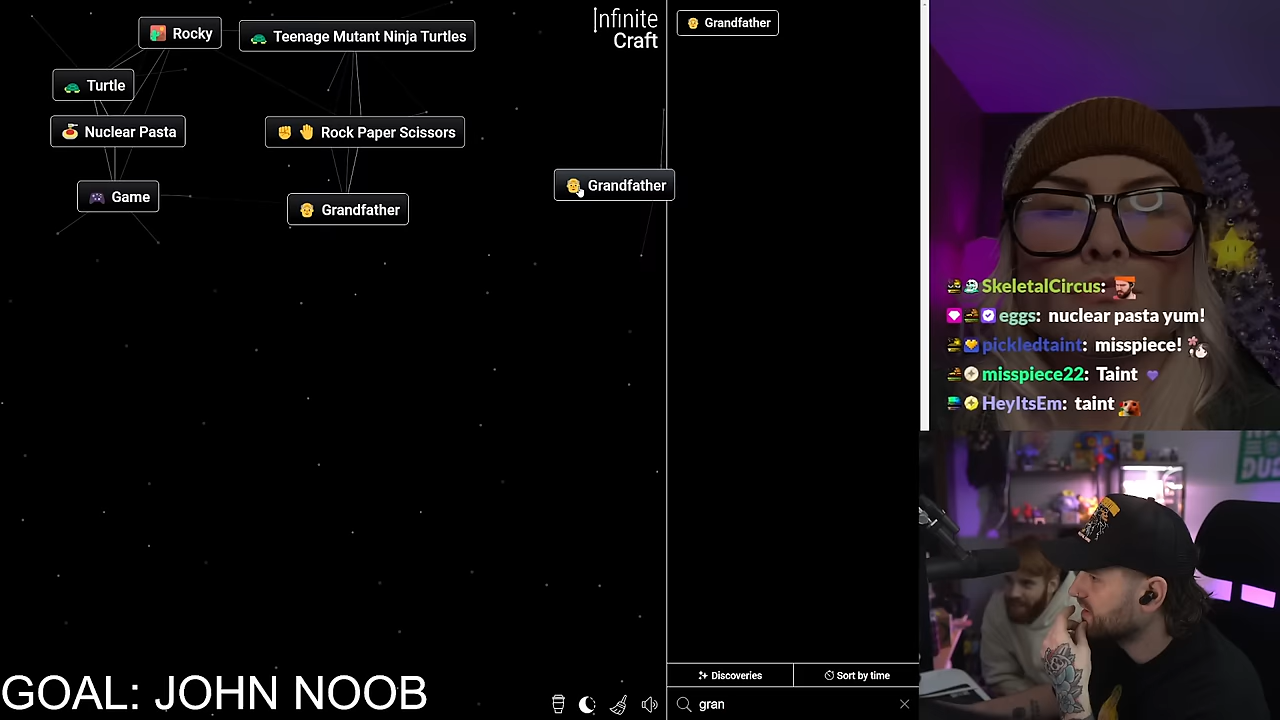 Rocky
Teenage Mutant Ninja Turtles
Infinite
Craft
Grandfather
Turtle
Nuclear Pasta
Rock Paper Scissors
Grandfather
Game
Grandfather
SkeletalCircus:
eggs: nuclear pasta yum!
pickledtaint: misspiece!
misspiece22: Taint
HeyItsEm: taint
GOAL: JOHN NOOB
Discoveries
Sort by time
gran